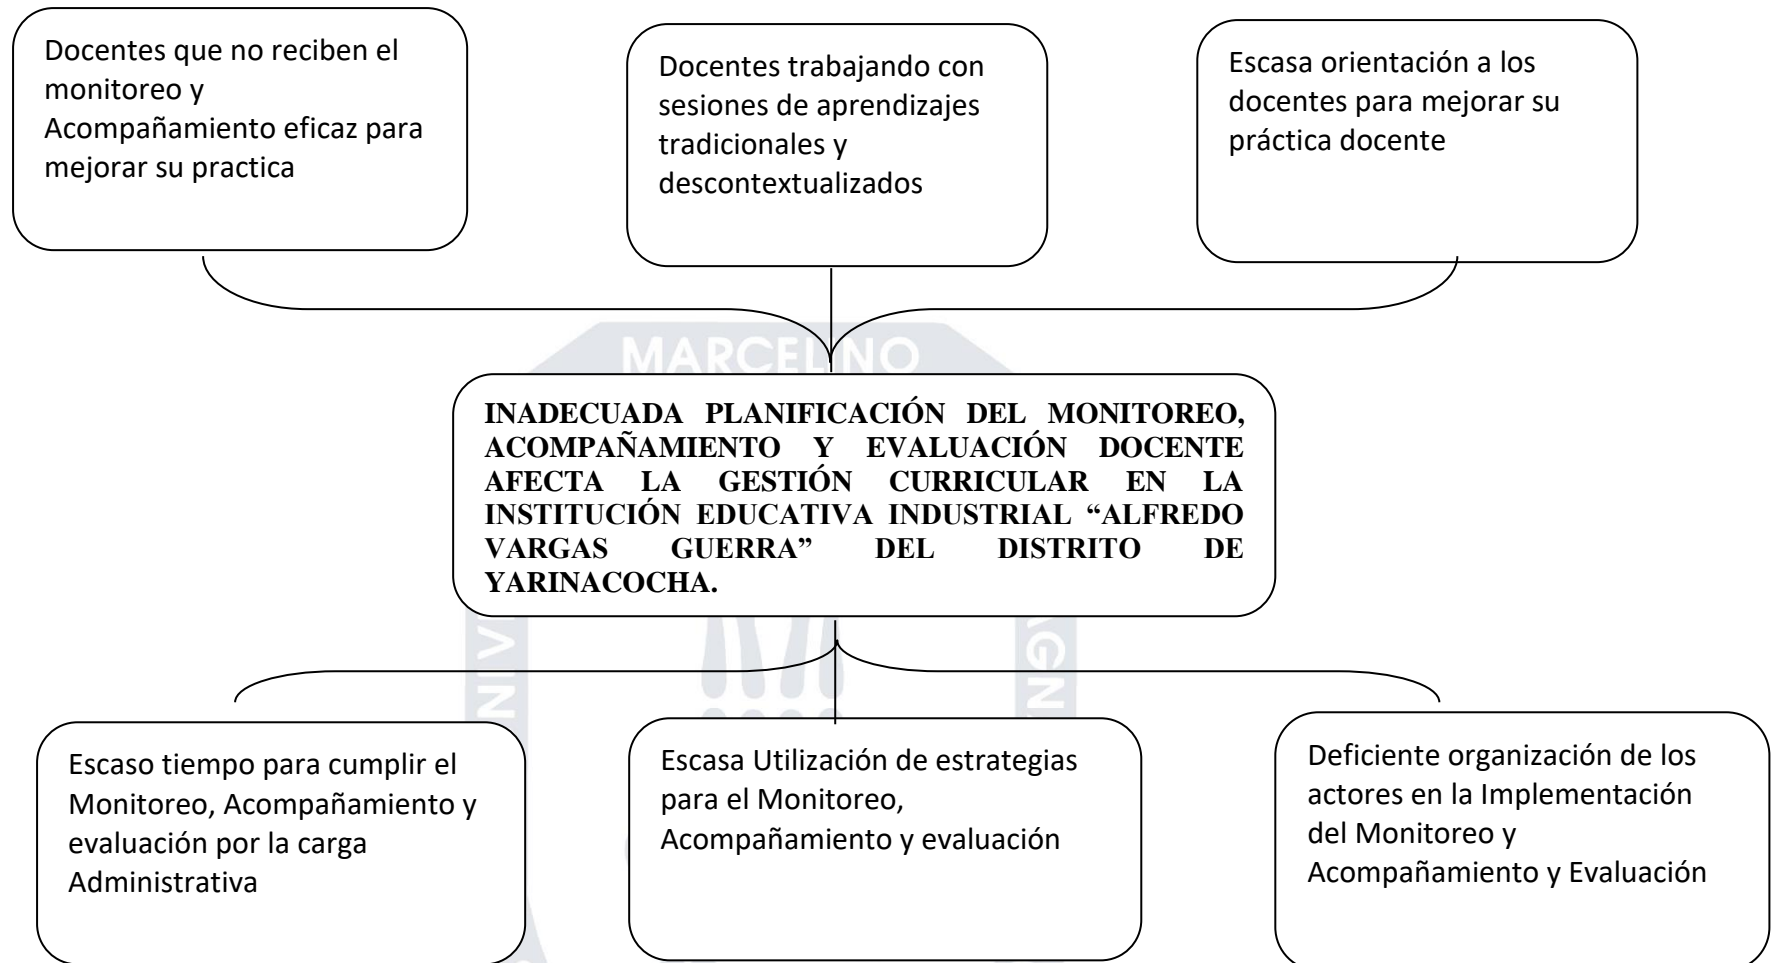 Docentes que no reciben el
monitoreo y
Acompañamiento eficaz para
mejorar su practica
Docentes trabajando con
sesiones de aprendizajes
tradicionales y
descontextualizados
Escasa orientación a los
docentes para mejorar su
práctica docente
MARCELINO
INADECUADA PLANIFICACIÓN DEL MONITOREO,
ACOMPAÑAMIENTO Y EVALUACIÓN DOCENTE
AFECTA LA GESTIÓN CURRICULAR EN LA
INSTITUCIÓN EDUCATIVA INDUSTRIAL “ALFREDO
VARGAS GUERRA” DEL DISTRITO DE
YARINACOCHA.
Escaso tiempo para cumplir el
Monitoreo, Acompañamiento y
evaluación por la carga
Administrativa
Escasa Utilización de estrategias
para el Monitoreo,
Acompañamiento y evaluación
Deficiente organización de los
actores en la Implementación
del Monitoreo y
Acompañamiento y Evaluación